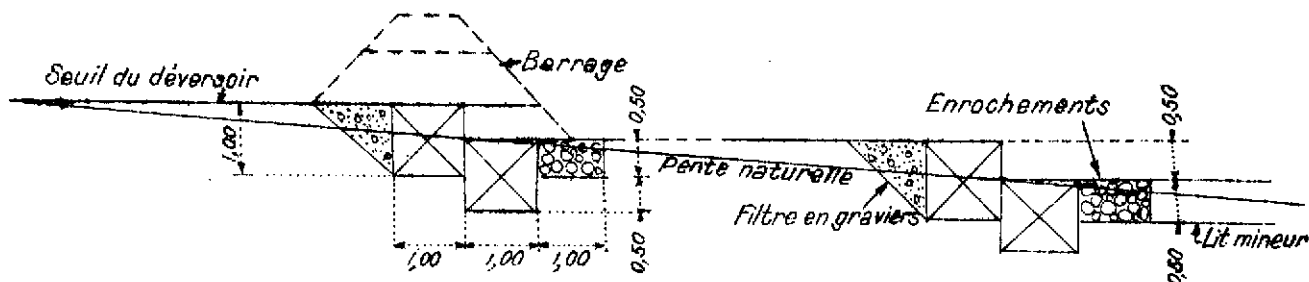 Barrage
Seuil du déversoir
Enrochements
0,50
0,50
1,00
Pente naturelle
Filtre en graviers
Lit mineur
1,00
1,00
1,00
0,50
0,80